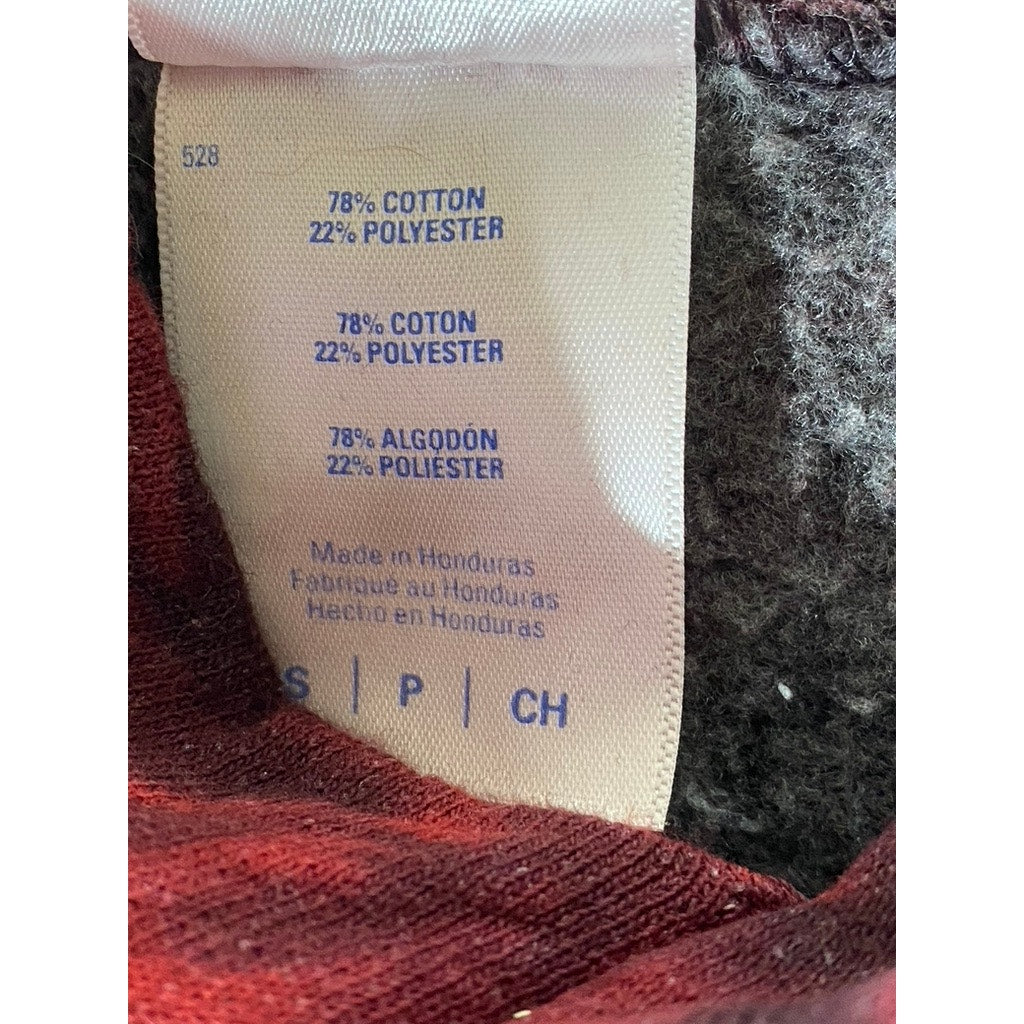 528
78% COTTON
22% POLYESTER
78% COTON
22% POLYESTER
78% ALGODÓN
22% POLIÉSTER
Made in Honduras
Fabriqué au Honduras
Hecho en Honduras
S | P | CH